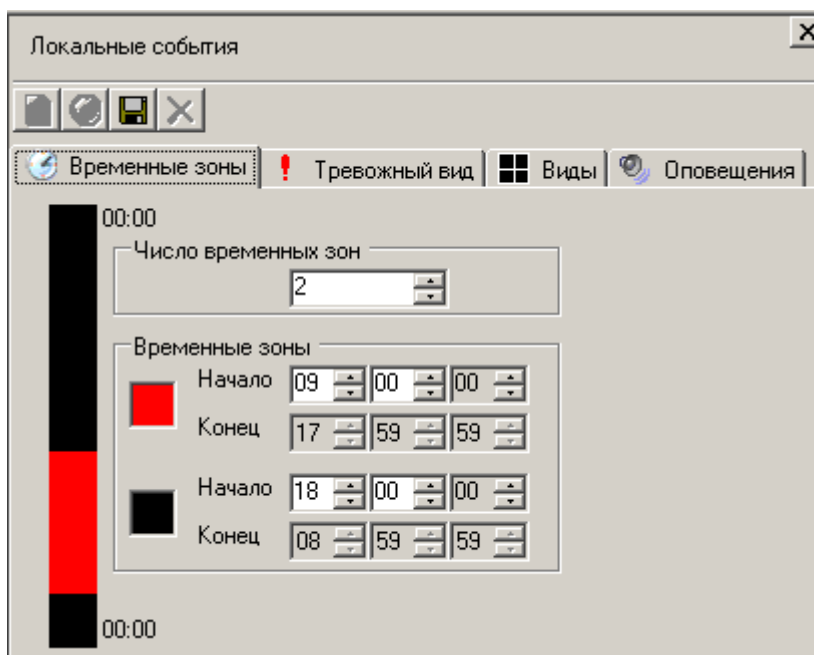 Локальные события
Временные зоны Тревожный вид Виды Оповещения
00:00
Число временных зон
2
Временные зоны
Начало 09 00 00
Конец 17 59 59
Начало 18 00 00
Конец 08 59 59
00:00